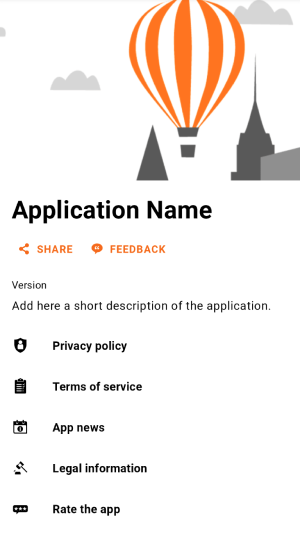 Application Name
SHARE FEEDBACK
Version
Add here a short description of the application.
Privacy policy
Terms of service
App news
Legal information
Rate the app